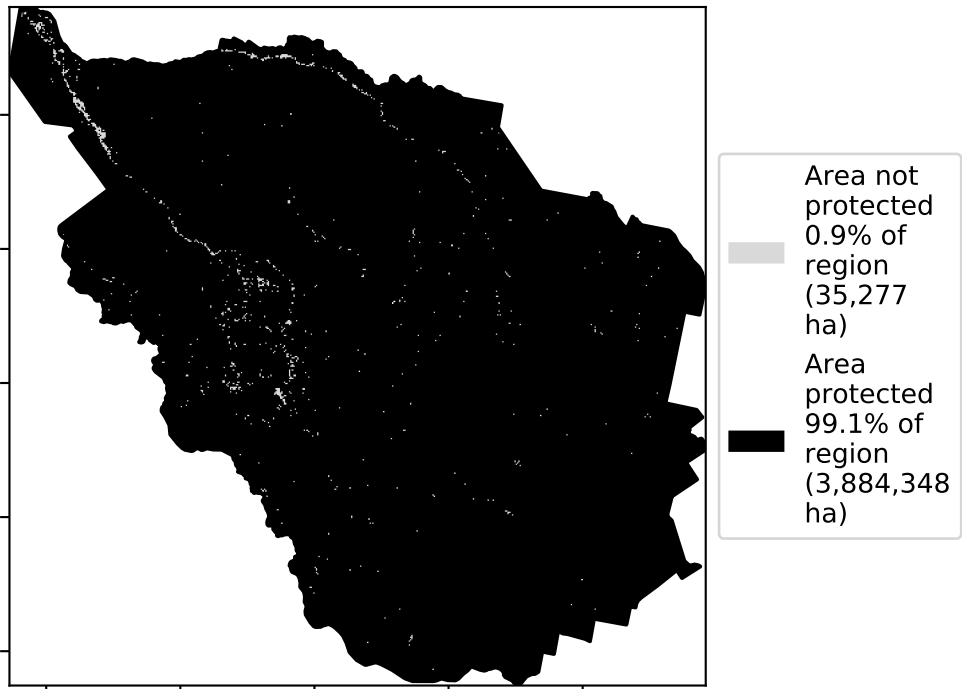 Area not
protected
0.9% of
region
(35,277
ha)
Area
protected
99.1% of
region
(3,884,348
ha)